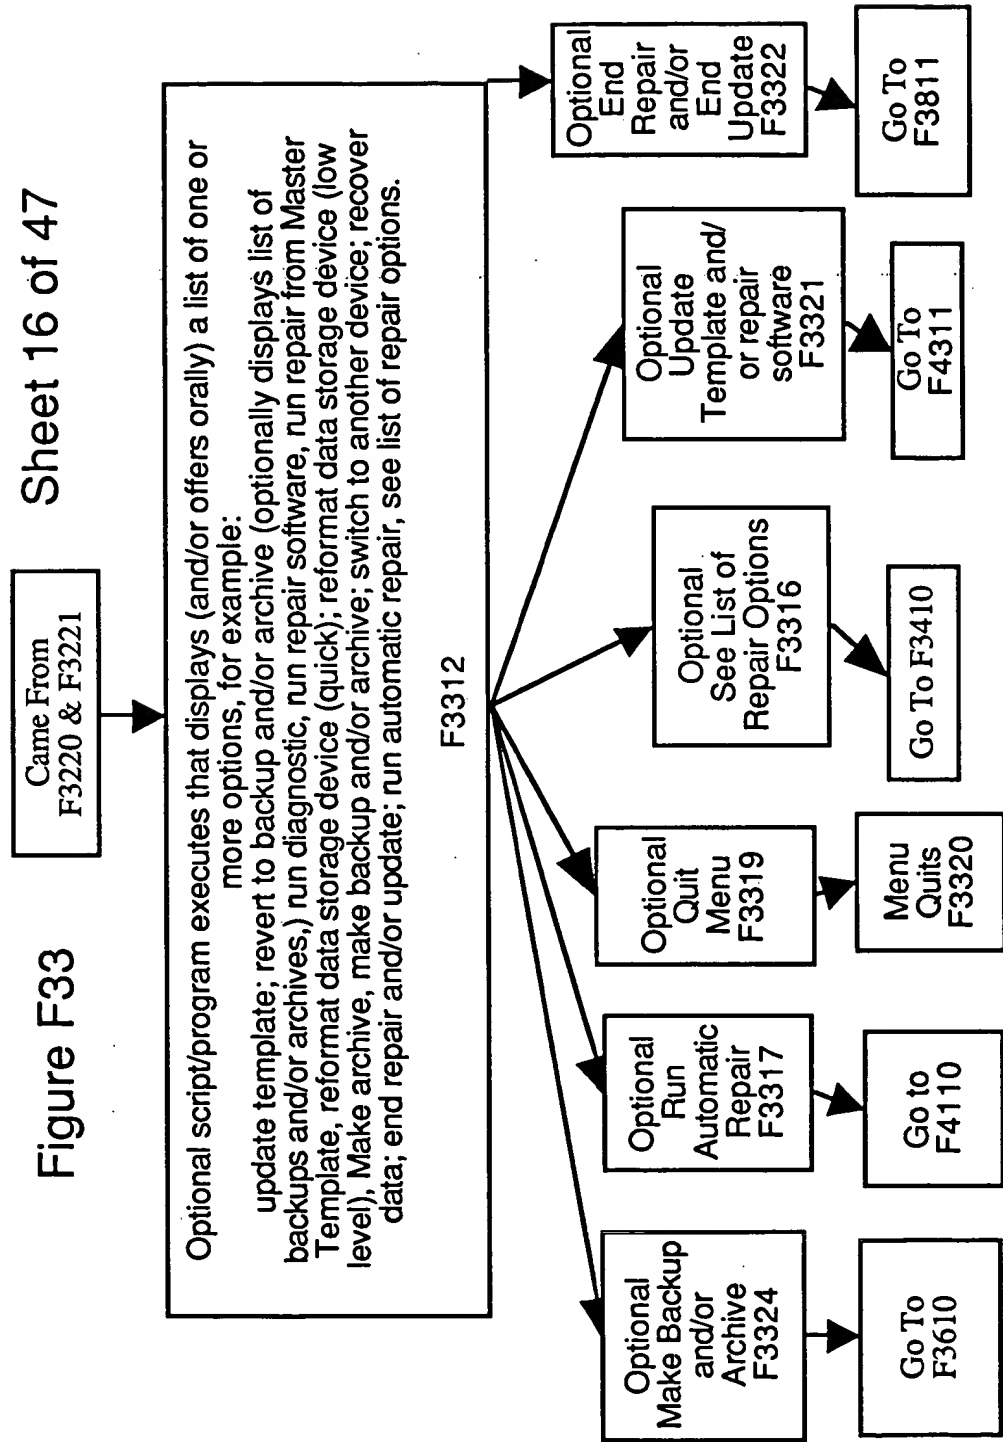 Figure F33
Sheet 16 of 47
Came From
F3220 & F3221
Optional script/program executes that displays (and/or offers orally) a list of one or
more options, for example:
update template; revert to backup and/or archive (optionally displays list of
backups and/or archives,) run diagnostic, run repair software, run repair from Master
Template, reformat data storage device (quick); reformat data storage device (low
level), Make archive, make backup and/or archive; switch to another device; recover
data; end repair and/or update; run automatic repair, see list of repair options.
F3312
Optional
Make Backup
and/or
Archive
F3324
Go To
F3610
Optional
Run
Automatic
Repair
F3317
Go to
F4110
Optional
Quit
Menu
F3319
Menu
Quits
F3320
Optional
See List of
Repair Options
F3316
Go To F3410
Optional
Update
Template and/
or repair
software
F3321
Go To
F4311
Optional
End
Repair
and/or
End
Update
F3322
Go To
F3811